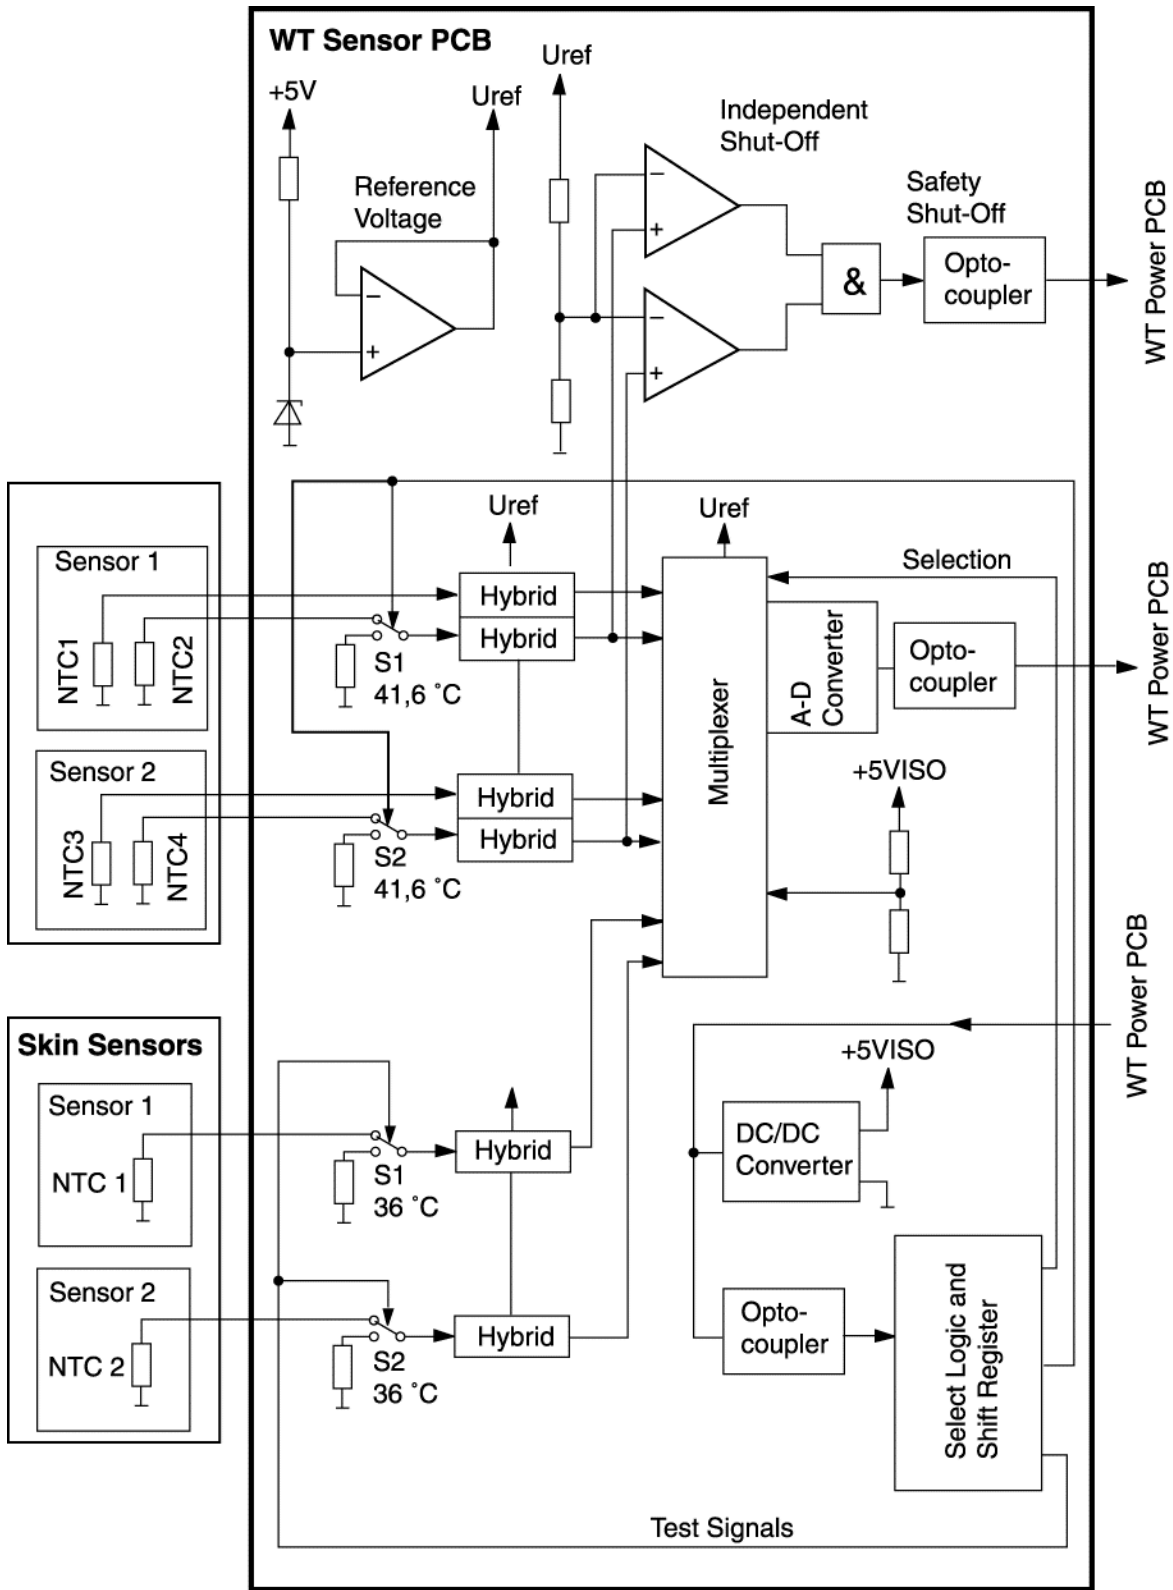 WT Sensor PCB
+5V
Uref
Uref
Reference
Voltage
−
+
Independent
Shut-Off
−
+
−
+
&
Safety
Shut-Off
Opto-
coupler
WT Power PCB
Sensor 1
NTC1
NTC2
Sensor 2
NTC3
NTC4
S1
41,6 ˚C
S2
41,6 ˚C
Uref
Hybrid
Hybrid
Hybrid
Hybrid
Uref
Multiplexer
Selection
A-D
Converter
Opto-
coupler
WT Power PCB
+5VISO
WT Power PCB
Skin Sensors
Sensor 1
NTC 1
Sensor 2
NTC 2
S1
36 ˚C
S2
36 ˚C
Hybrid
Hybrid
+5VISO
DC/DC
Converter
Opto-
coupler
Select Logic and
Shift Register
Test Signals